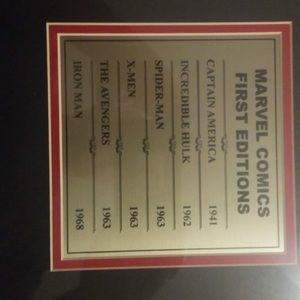 MARVEL COMICS
FIRST EDITIONS
CAPTAIN AMERICA 1941
INCREDIBLE HULK 1962
SPIDER-MAN 1963
X-MEN 1963
THE AVENGERS 1963
IRON MAN 1968